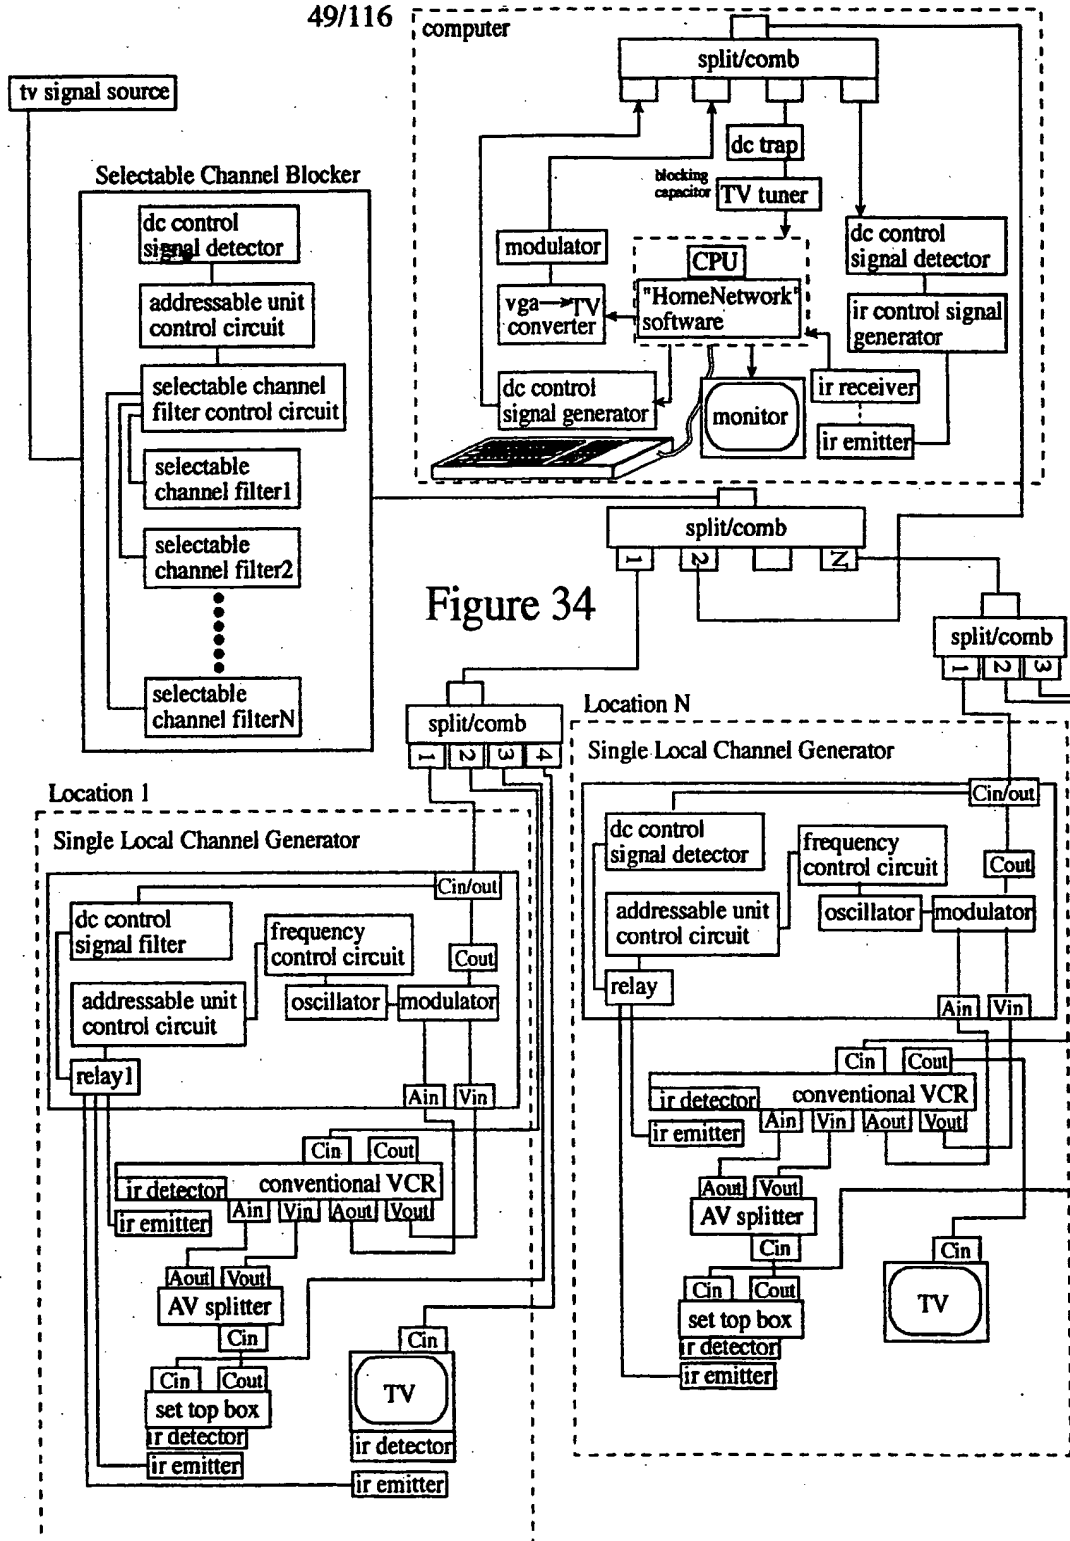 49/116
computer
split/comb
tv signal source
dc trap
blocking
capacitor
TV tuner
Selectable Channel Blocker
dc control
signal detector
addressable unit
control circuit
selectable channel
filter control circuit
selectable
channel filter1
selectable
channel filter2
selectable
channel filterN
modulator
vga→TV
converter
CPU
"HomeNetwork"
software
dc control
signal detector
ir control signal
generator
dc control
signal generator
monitor
ir receiver
ir emitter
split/comb
1
2
N
Figure 34
split/comb
1
2
3
split/comb
1
2
3
4
Location 1
Single Local Channel Generator
Cin/out
dc control
signal filter
frequency
control circuit
Cout
addressable unit
control circuit
oscillator
modulator
relay1
Ain
Vin
Cin
Cout
ir detector
conventional VCR
ir emitter
Ain
Vin
Aout
Vout
Aout
Vout
AV splitter
Cin
Cin
Cout
set top box
ir detector
ir emitter
Cin
TV
ir detector
ir emitter
Location N
Single Local Channel Generator
Cin/out
dc control
signal detector
frequency
control circuit
Cout
addressable unit
control circuit
oscillator
modulator
relay
Ain
Vin
Cin
Cout
ir detector
conventional VCR
ir emitter
Ain
Vin
Aout
Vout
Aout
Vout
AV splitter
Cin
Cin
Cout
set top box
ir detector
ir emitter
Cin
TV